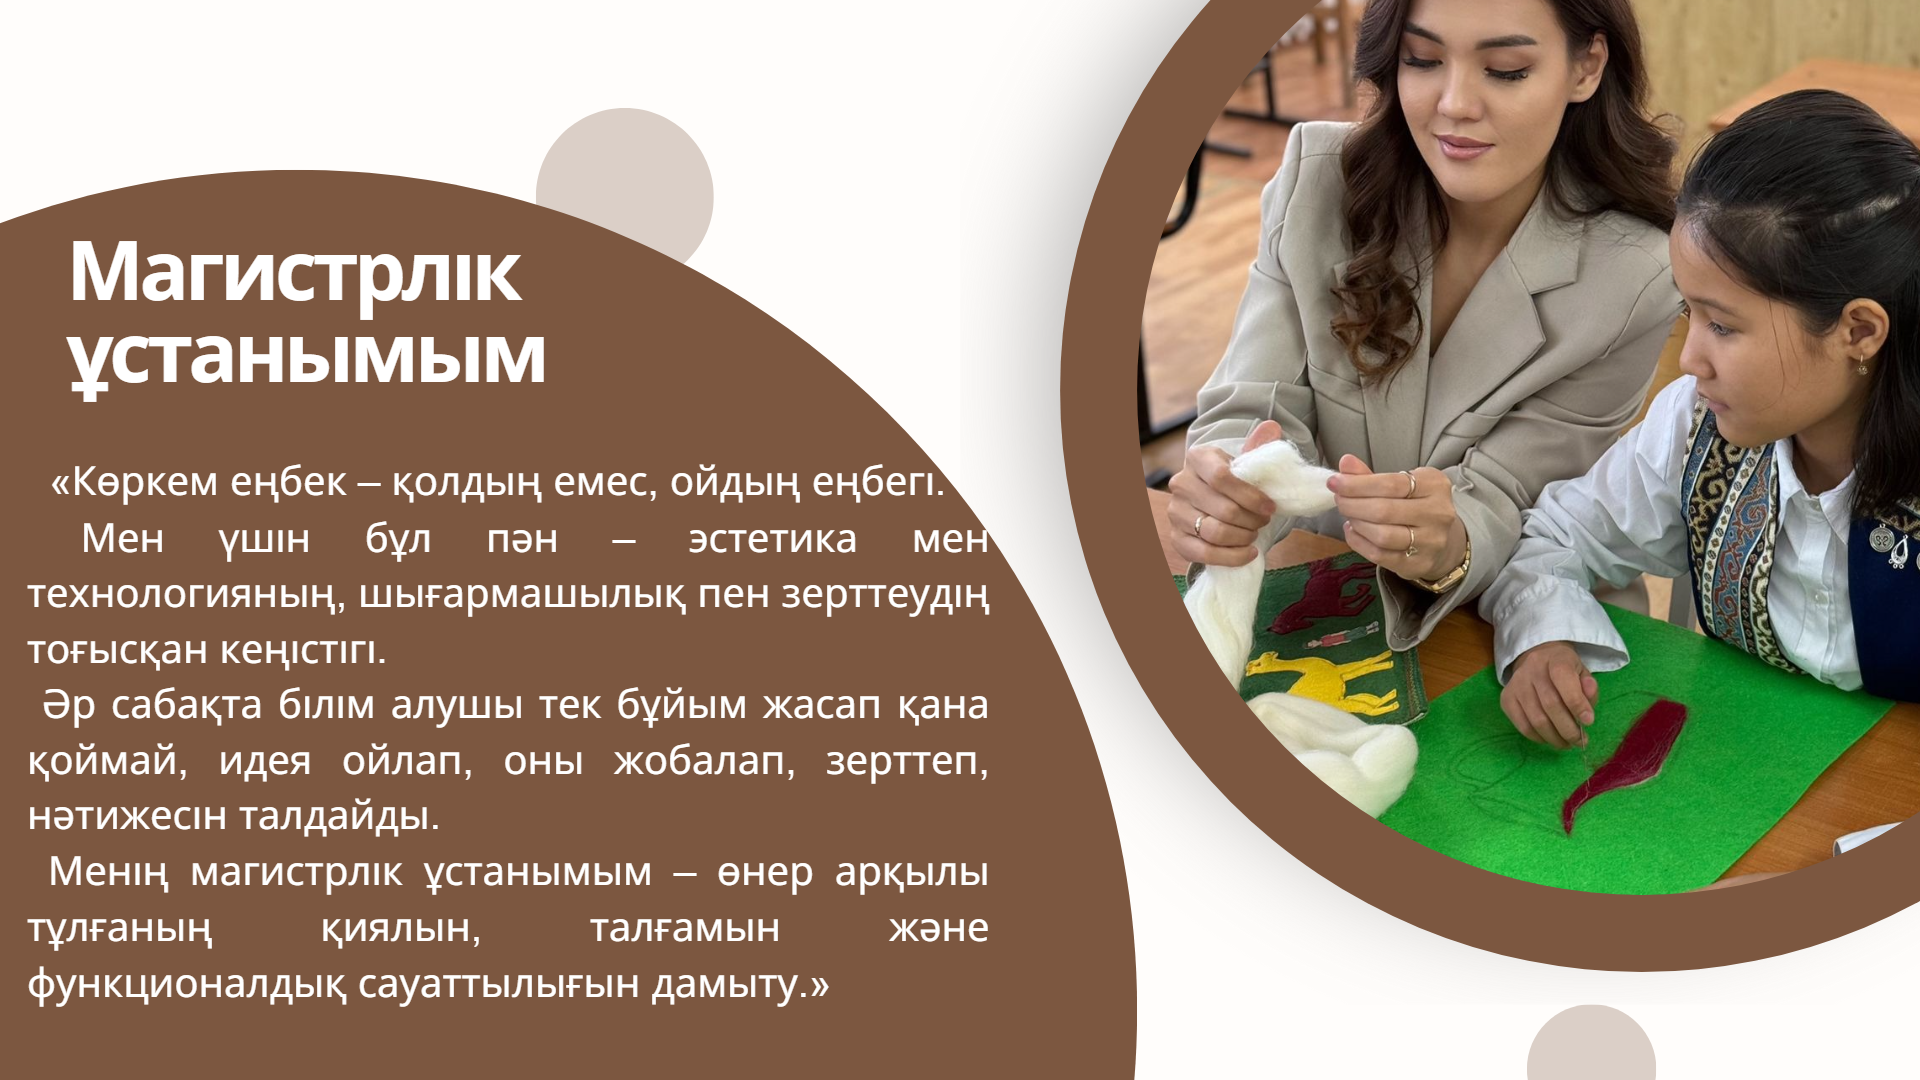 Магистрлік
ұстанымым
«Көркем еңбек – қолдың емес, ойдың еңбегі.
Мен үшін бұл пән – эстетика мен
технологияның, шығармашылық пен зерттеудің
тоғысқан кеңістігі.
Әр сабақта білім алушы тек бұйым жасап қана
қоймай, идея ойлап, оны жобалап, зерттеп,
нәтижесін талдайды.
Менің магистрлік ұстанымым – өнер арқылы
тұлғаның қиялын, талғамын және
функционалдық сауаттылығын дамыту.»